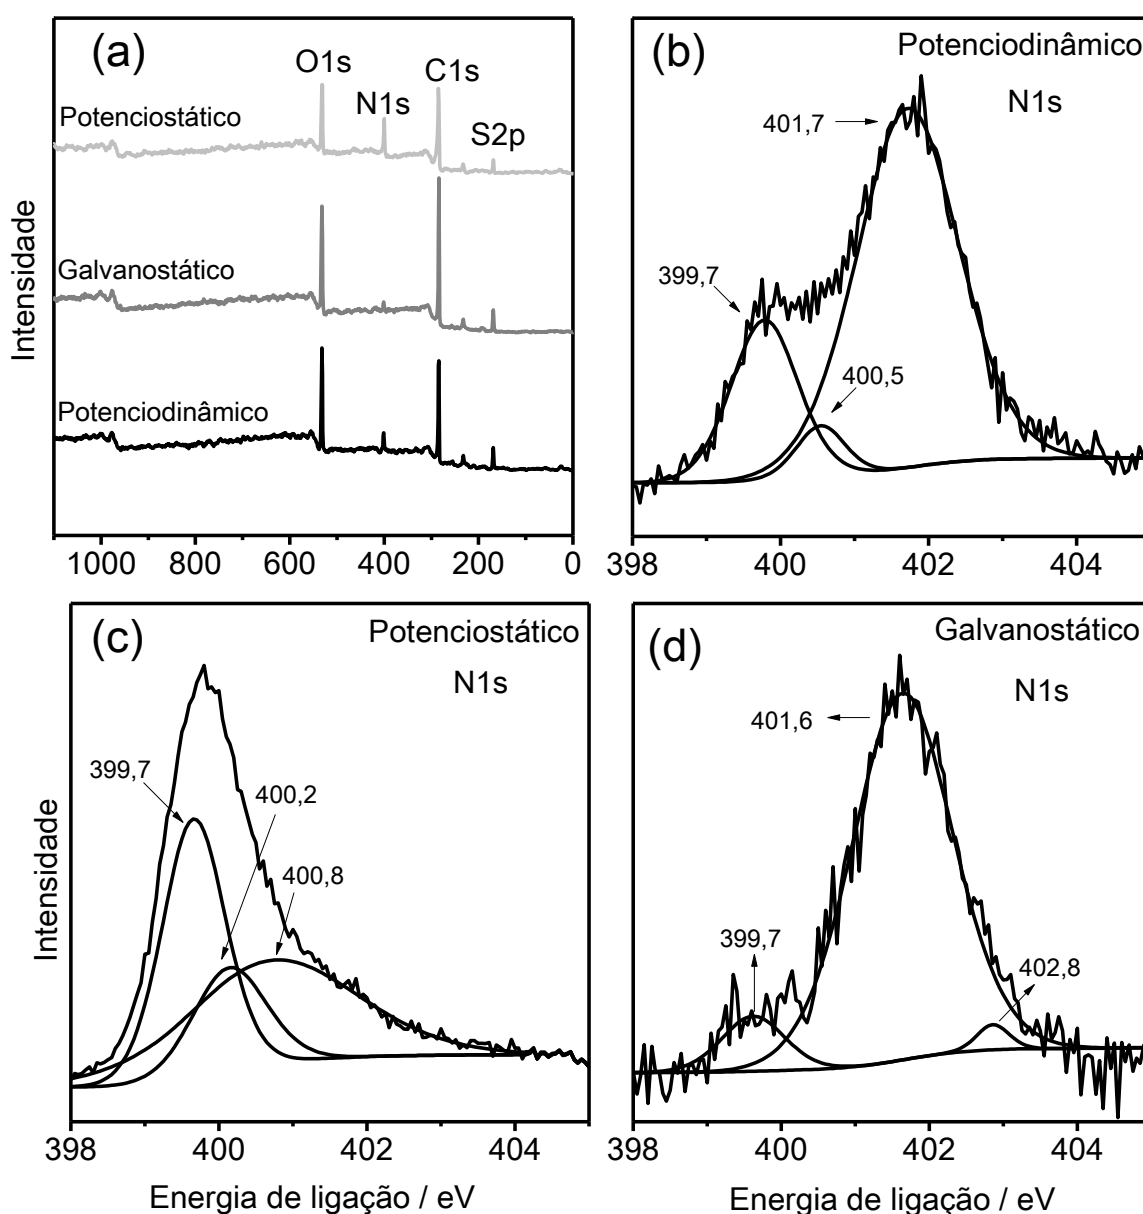 (a)
O1s
C1s
N1s
Potenciostático
S2p
Galvanostático
Potenciodinâmico
Intensidade
1000 800 600 400 200 0
(b)
Potenciodinâmico
N1s
401,7
399,7
400,5
398 400 402 404
(c)
Potenciostático
N1s
399,7
400,2
400,8
Intensidade
398 400 402 404
Energia de ligação / eV
(d)
Galvanostático
N1s
401,6
399,7
402,8
398 400 402 404
Energia de ligação / eV